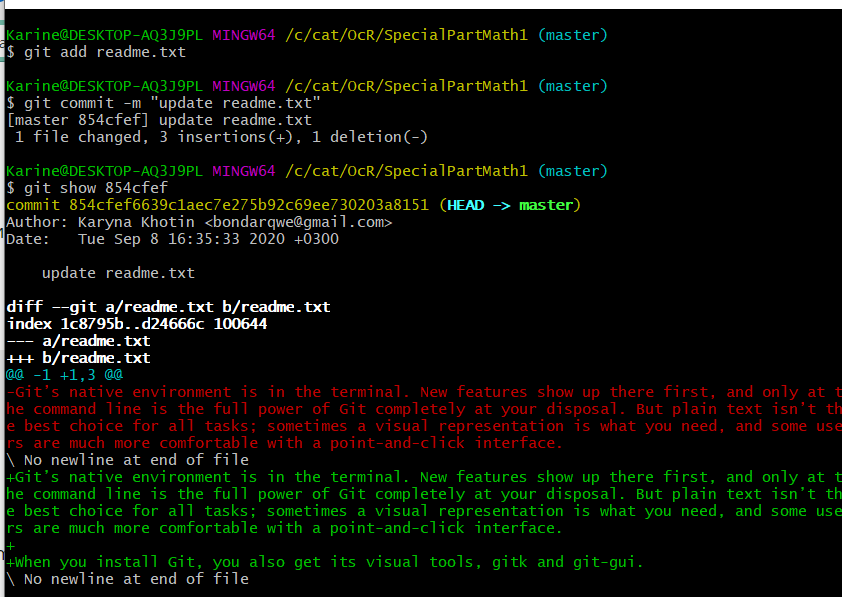 Karine@DESKTOP-AQ3J9PL MINGW64 /c/cat/OcR/SpecialPartMath1 (master)
$ git add readme.txt
Karine@DESKTOP-AQ3J9PL MINGW64 /c/cat/OcR/SpecialPartMath1 (master)
$ git commit -m "update readme.txt"
[master 854cfef] update readme.txt
 1 file changed, 3 insertions(+), 1 deletion(-)
Karine@DESKTOP-AQ3J9PL MINGW64 /c/cat/OcR/SpecialPartMath1 (master)
$ git show 854cfef
commit 854cfef6639c1aec7e275b92c69ee730203a8151 (HEAD -> master)
Author: Karyna Khotin <bondarqwe@gmail.com>
Date:   Tue Sep 8 16:35:33 2020 +0300
    update readme.txt
diff --git a/readme.txt b/readme.txt
index 1c8795b..d24666c 100644
--- a/readme.txt
+++ b/readme.txt
@@ -1 +1,3 @@
-Git's native environment is in the terminal. New features show up there first, and only at t
he command line is the full power of Git completely at your disposal. But plain text isn't th
e best choice for all tasks; sometimes a visual representation is what you need, and some use
rs are much more comfortable with a point-and-click interface.
\ No newline at end of file
+Git's native environment is in the terminal. New features show up there first, and only at t
he command line is the full power of Git completely at your disposal. But plain text isn't th
e best choice for all tasks; sometimes a visual representation is what you need, and some use
rs are much more comfortable with a point-and-click interface.
+
+When you install Git, you also get its visual tools, gitk and git-gui.
\ No newline at end of file